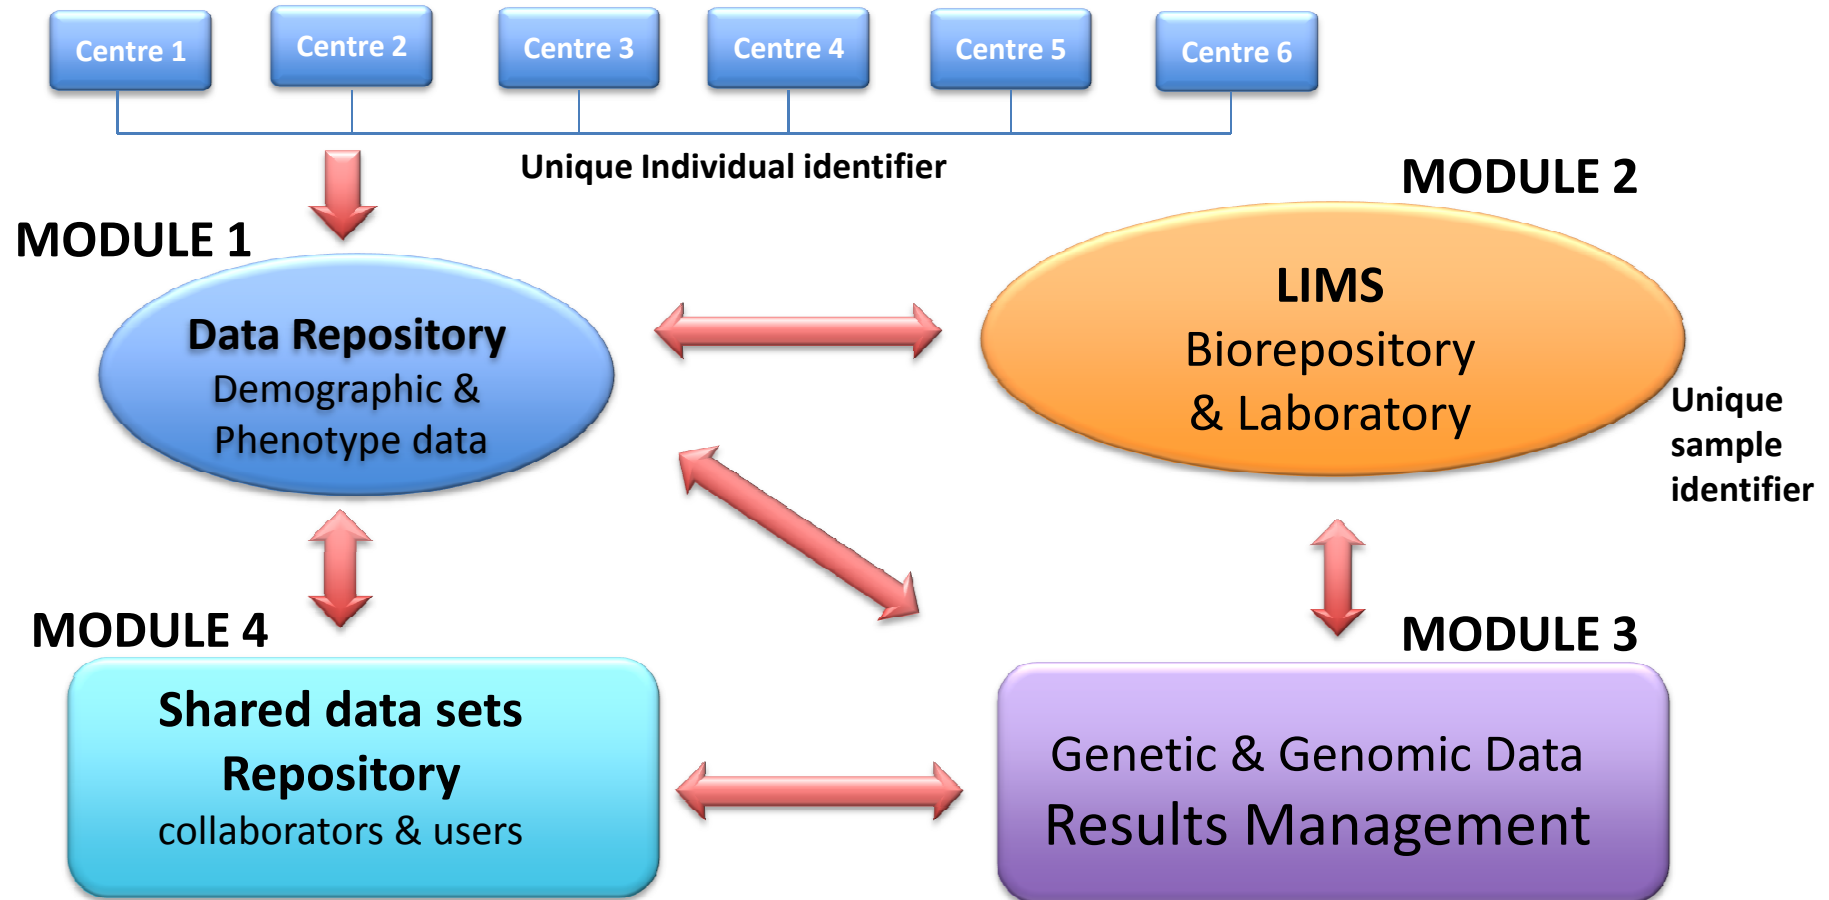 Centre 1
Centre 2
Centre 3
Centre 4
Centre 5
Centre 6
Unique Individual identifier
MODULE 1
Data Repository
Demographic &
Phenotype data
MODULE 2
LIMS
Biorepository
& Laboratory
Unique
sample
identifier
MODULE 4
Shared data sets
Repository
collaborators & users
MODULE 3
Genetic & Genomic Data
Results Management